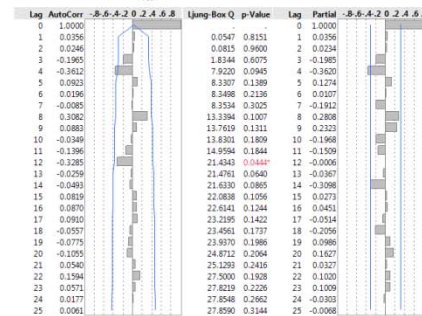 Lag AutoCorr -.8-.6-.4-.2 0 .2 .4 .6 .8 Ljung-Box Q p-Value Lag Partial -.8-.6-.4-.2 0 .2 .4 .6 .8
0 1.0000 . . 0 1.0000
1 0.0356 0.0547 0.8151 1 0.0356
2 0.0246 0.0815 0.9600 2 0.0234
3 -0.1965 1.8344 0.6075 3 -0.1985
4 -0.3612 7.9220 0.0945 4 -0.3620
5 0.0923 8.3307 0.1389 5 0.1274
6 0.0196 8.3498 0.2136 6 0.0107
7 -0.0085 8.3534 0.3025 7 -0.1912
8 0.3082 13.3394 0.1007 8 0.2808
9 0.0883 13.7619 0.1311 9 0.2323
10 -0.0349 13.8301 0.1809 10 -0.1968
11 -0.1396 14.9594 0.1844 11 -0.1509
12 -0.3285 21.4343 0.0444* 12 -0.0006
13 -0.0259 21.4761 0.0640 13 -0.0367
14 -0.0493 21.6330 0.0865 14 -0.3098
15 0.0819 22.0838 0.1056 15 0.0273
16 0.0870 22.6141 0.1244 16 0.0451
17 0.0910 23.2195 0.1422 17 -0.0514
18 -0.0557 23.4561 0.1737 18 -0.2056
19 -0.0775 23.9370 0.1986 19 0.0986
20 -0.1055 24.8712 0.2064 20 0.1627
21 0.0540 25.1293 0.2416 21 0.0327
22 0.1594 27.5000 0.1928 22 0.1020
23 0.0571 27.8219 0.2226 23 0.1009
24 0.0177 27.8548 0.2662 24 -0.0303
25 0.0061 27.8590 0.3144 25 -0.0068